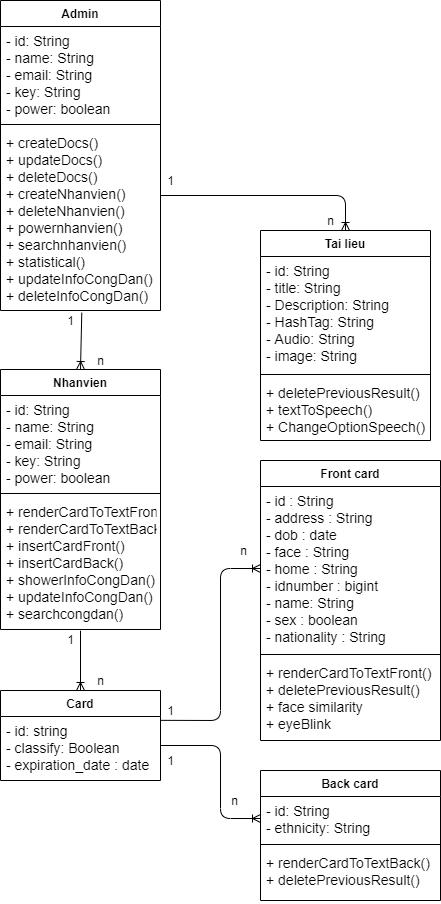 Admin
- id: String
- name: String
- email: String
- key: String
- power: boolean
+ createDocs()
+ updateDocs()
+ deleteDocs()
+ createNhanvien()
+ deleteNhanvien()
+ powernhanvien()
+ searchnhanvien()
+ statistical()
+ updateInfoCongDan()
+ deleteInfoCongDan()
1
n
Tai lieu
- id: String
- title: String
- Description: String
- HashTag: String
- Audio: String
- image: String
+ deletePreviousResult()
+ textToSpeech()
+ ChangeOptionSpeech()
1
n
Nhanvien
- id: String
- name: String
- email: String
- key: String
- power: boolean
+ renderCardToTextFron
+ renderCardToTextBack
+ insertCardFront()
+ insertCardBack()
+ showerInfoCongDan()
+ updateInfoCongDan()
+ searchcongdan()
1
n
Card
- id: string
- classify: Boolean
- expiration_date : date
1
n
Front card
- id : String
- address : String
- dob : date
- face : String
- home : String
- idnumber : bigint
- name: String
- sex : boolean
- nationality : String
+ renderCardToTextFront()
+ deletePreviousResult()
+ face similarity
+ eyeBlink
1
n
Back card
- id: String
- ethnicity: String
+ renderCardToTextBack()
+ deletePreviousResult()